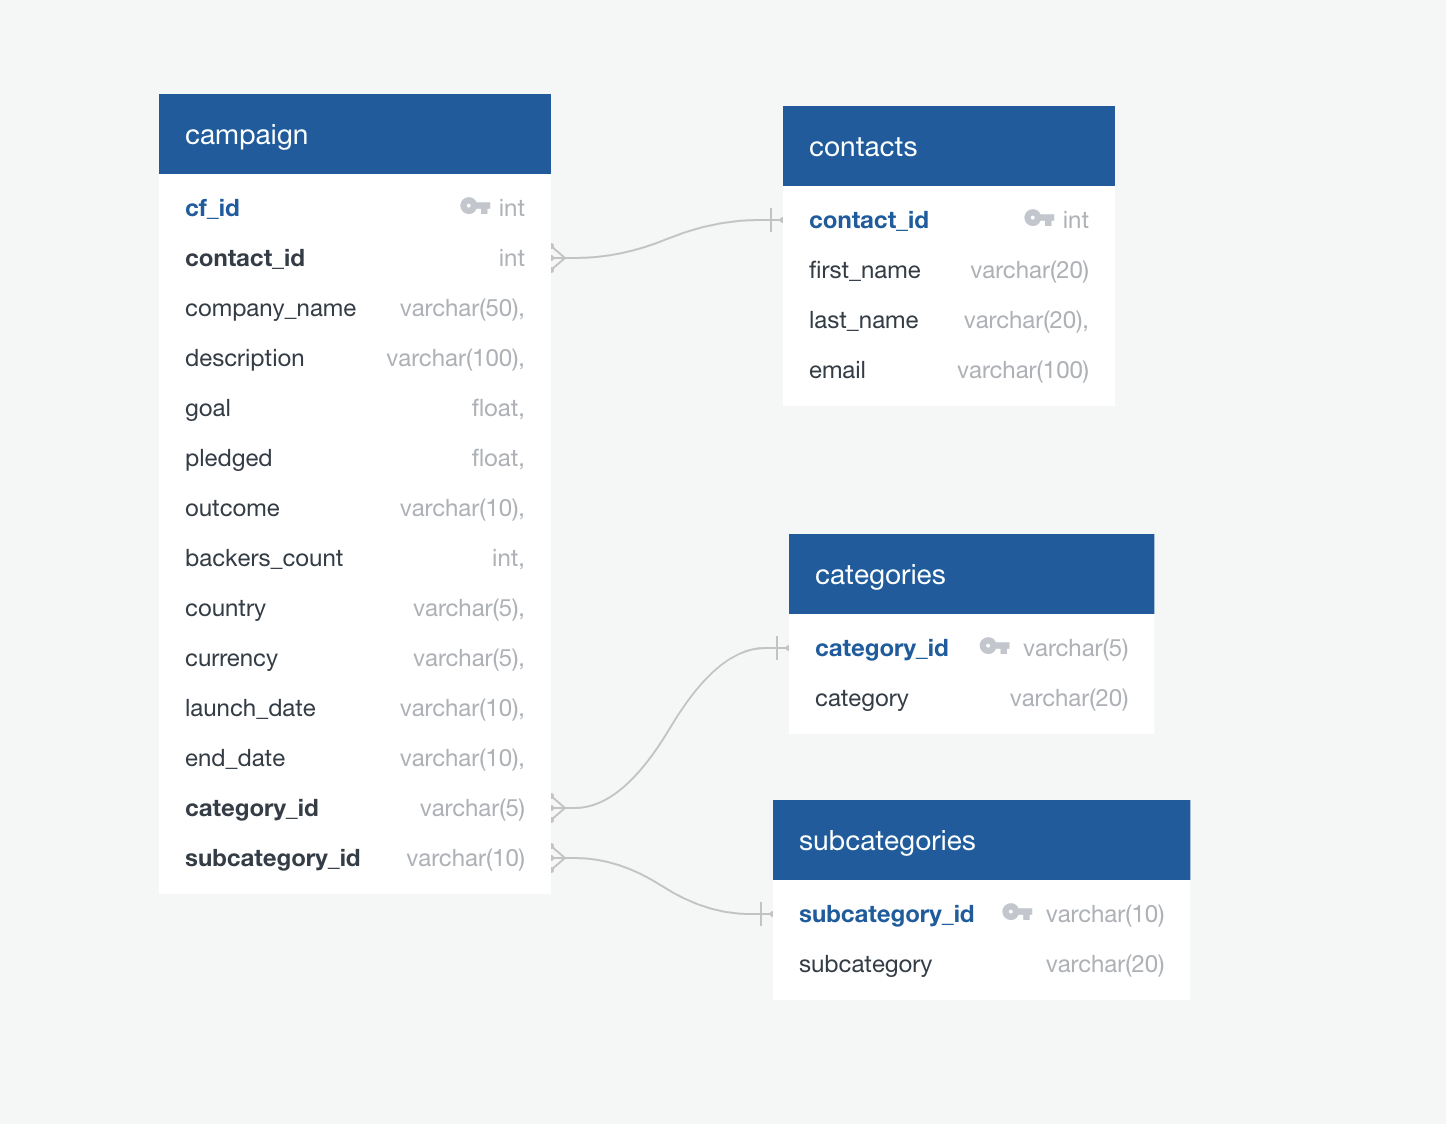 campaign
cf_id int
contact_id int
company_name varchar(50),
description varchar(100),
goal float,
pledged float,
outcome varchar(10),
backers_count int,
country varchar(5),
currency varchar(5),
launch_date varchar(10),
end_date varchar(10),
category_id varchar(5)
subcategory_id varchar(10)
contacts
contact_id int
first_name varchar(20)
last_name varchar(20),
email varchar(100)
categories
category_id varchar(5)
category varchar(20)
subcategories
subcategory_id varchar(10)
subcategory varchar(20)